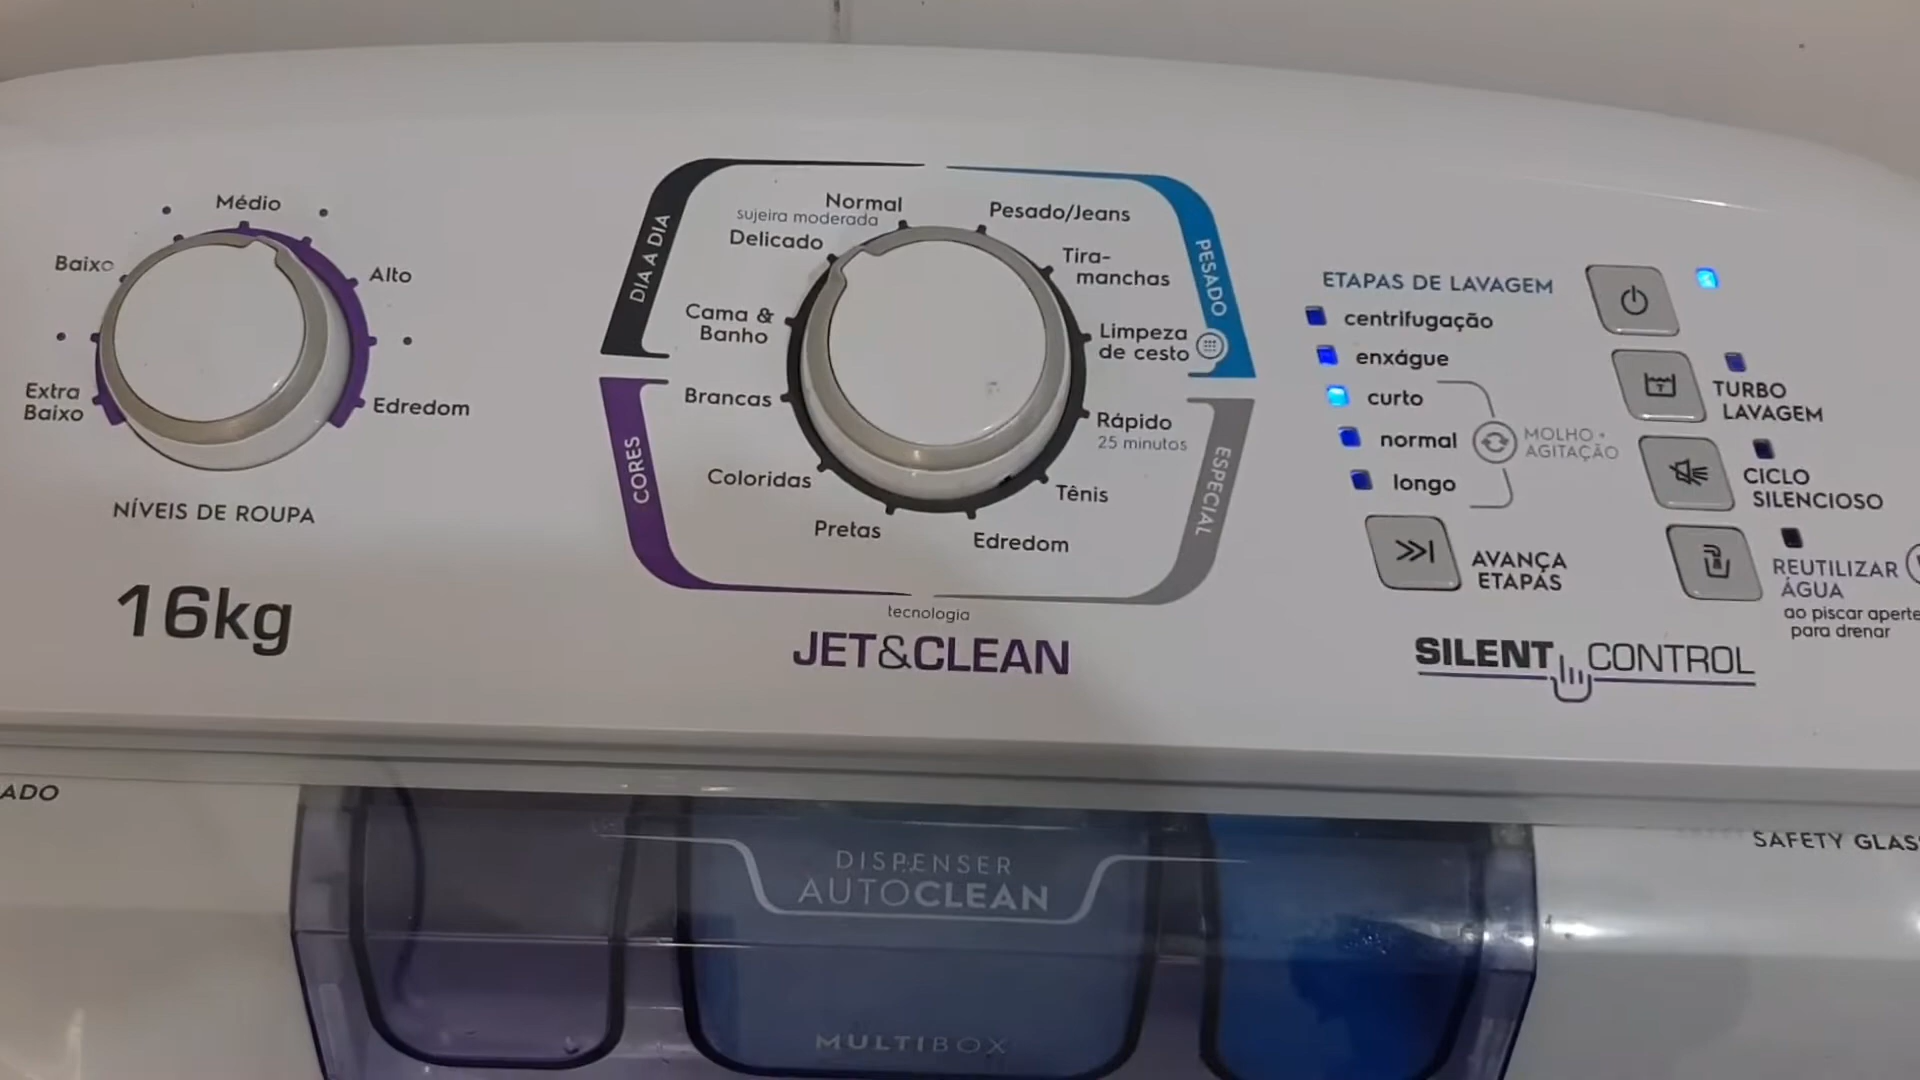 Médio
Baixo
Alto
Extra
Baixo
Edredom
NÍVEIS DE ROUPA
16kg
DIA A DIA
Normal
sujeira moderada
Delicado
Cama &
Banho
PESADO
Pesado/Jeans
Tira-
manchas
Limpeza
de cesto
CORES
Brancas
Coloridas
Pretas
ESPECIAL
Rápido
25 minutos
Tênis
Edredom
tecnologia
JET&CLEAN
ETAPAS DE LAVAGEM
centrifugação
enxágue
curto
normal
longo
MOLHO •
AGITAÇÃO
AVANÇA
ETAPAS
TURBO
LAVAGEM
CICLO
SILENCIOSO
REUTILIZAR
ÁGUA
ao piscar aperte
para drenar
SILENT CONTROL
ADO
DISPENSER
AUTOCLEAN
MULTIBOX
SAFETY GLAS